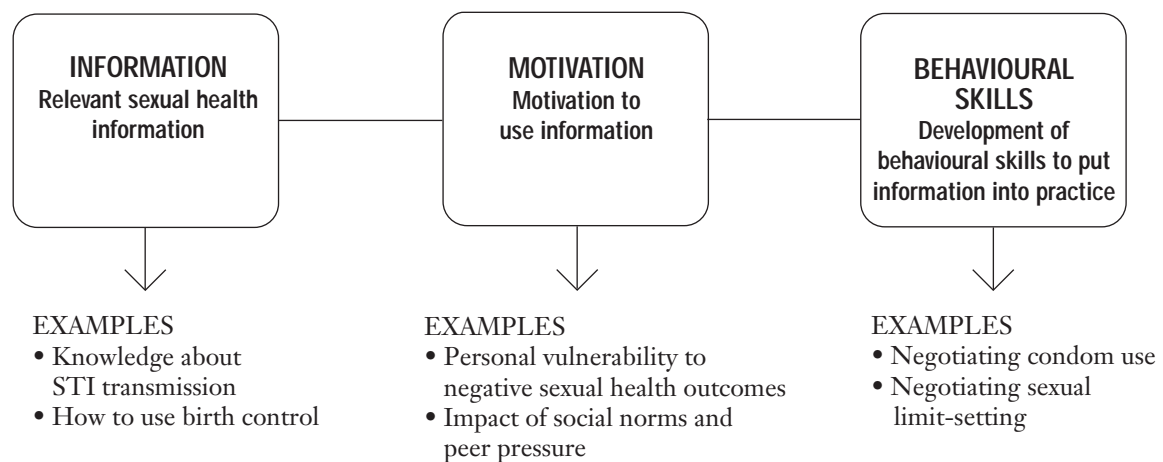 INFORMATION
Relevant sexual health
information
MOTIVATION
Motivation to
use information
BEHAVIOURAL
SKILLS
Development of
behavioural skills to put
information into practice
EXAMPLES
• Knowledge about
STI transmission
• How to use birth control
EXAMPLES
• Personal vulnerability to
negative sexual health outcomes
• Impact of social norms and
peer pressure
EXAMPLES
• Negotiating condom use
• Negotiating sexual
limit-setting